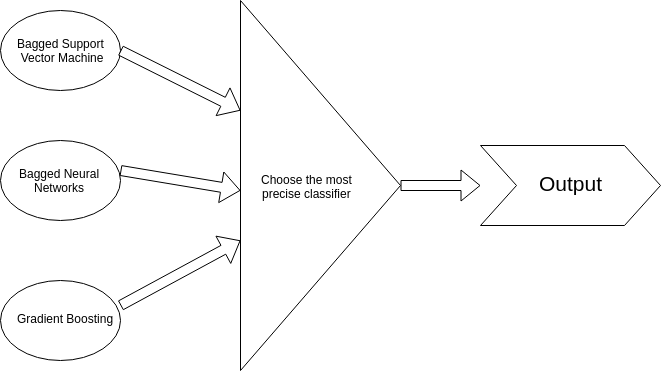 Bagged Support
Vector Machine
Bagged Neural
Networks
Gradient Boosting
Choose the most
precise classifier
Output